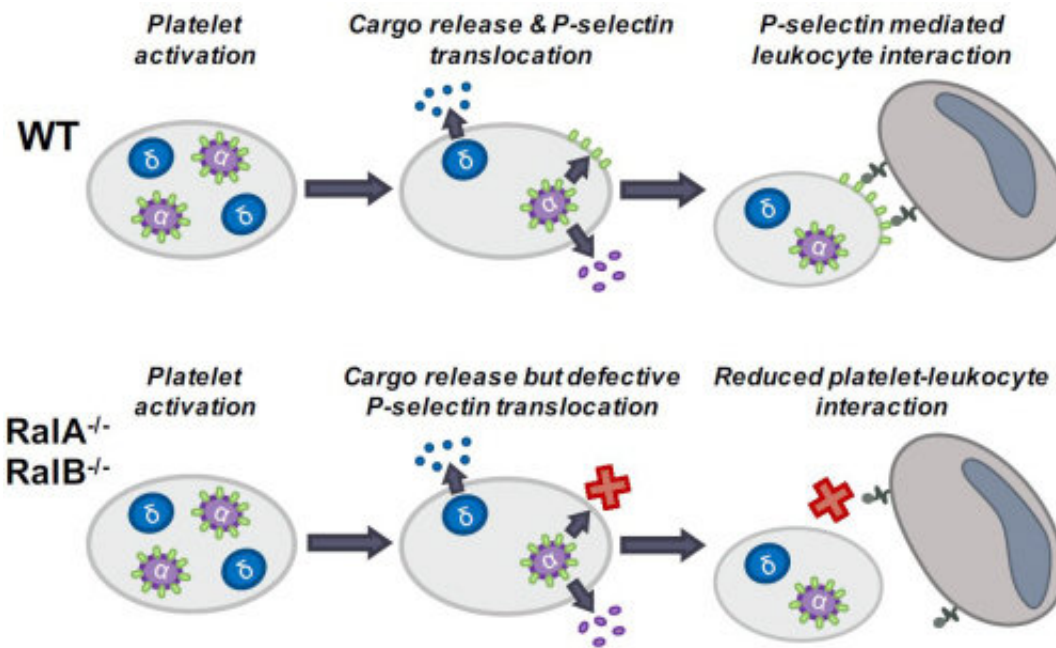 Platelet
activation
Cargo release & P-selectin
translocation
P-selectin mediated
leukocyte interaction
WT
δ
α
α
δ
δ
α
δ
α
Platelet
activation
Cargo release but defective
P-selectin translocation
Reduced platelet-leukocyte
interaction
RalA-/-
RalB-/-
δ
α
α
δ
δ
α
δ
α